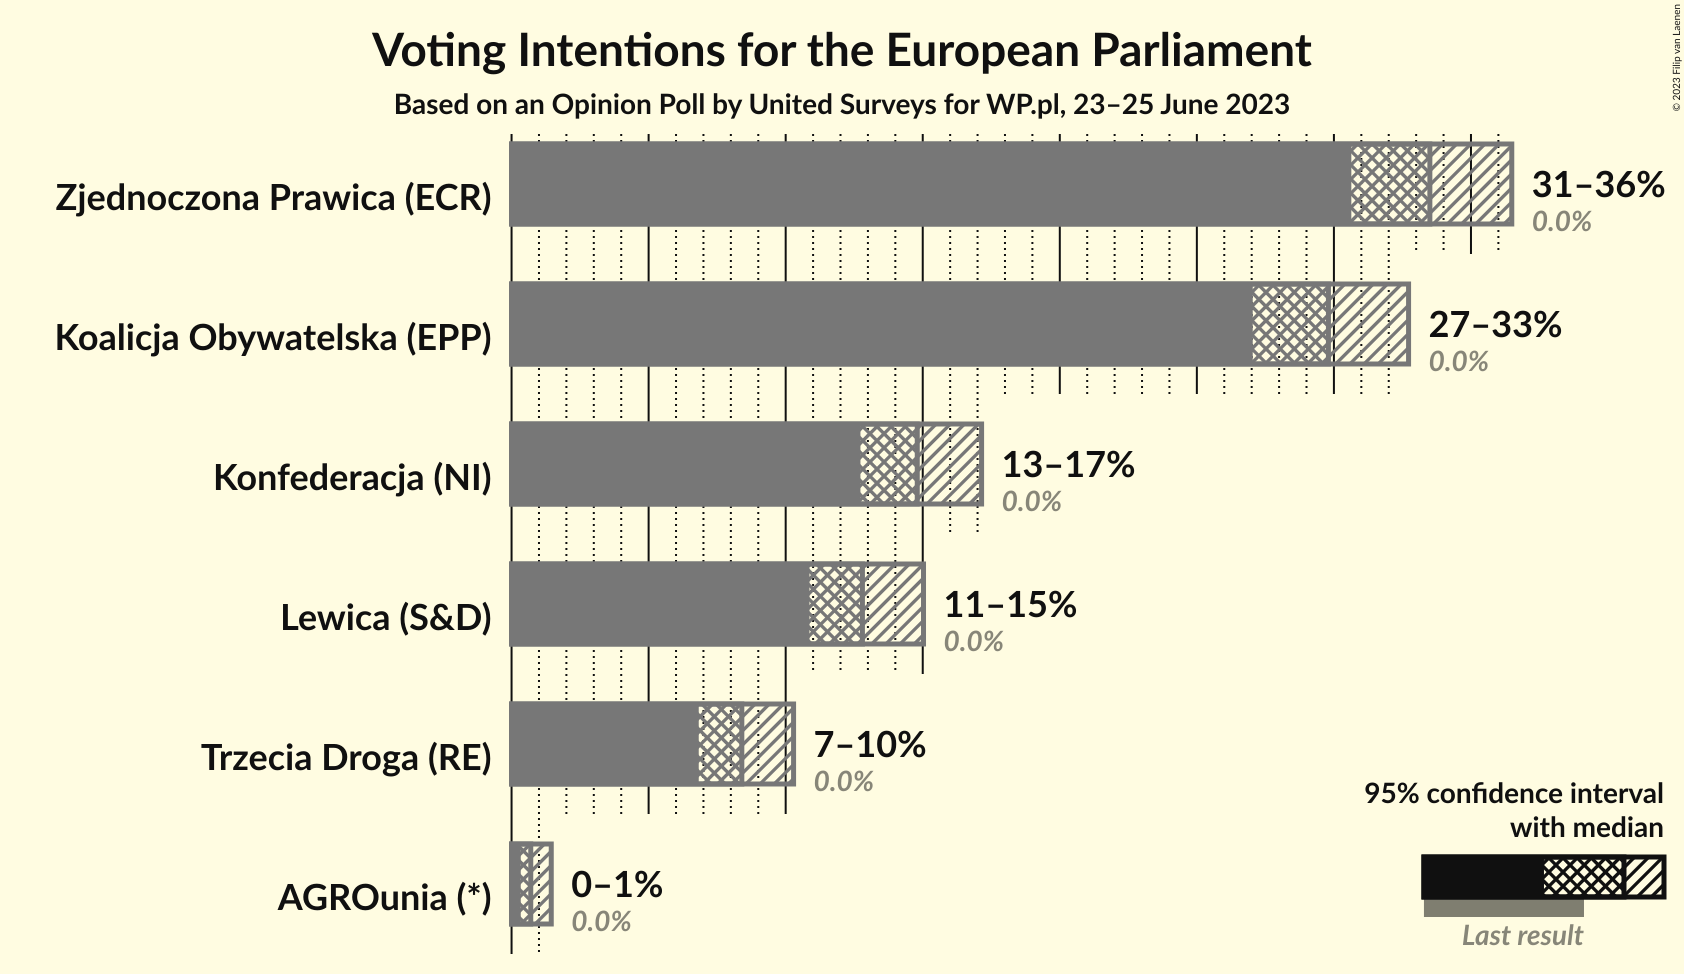 Voting Intentions for the European Parliament
Based on an Opinion Poll by United Surveys for WP.pl, 23–25 June 2023
© 2023 Filip van Laenen
Zjednoczona Prawica (ECR)
31–36%
0.0%
Koalicja Obywatelska (EPP)
27–33%
0.0%
Konfederacja (NI)
13–17%
0.0%
Lewica (S&D)
11–15%
0.0%
Trzecia Droga (RE)
7–10%
0.0%
AGROunia (*)
0–1%
0.0%
95% confidence interval
with median
Last result